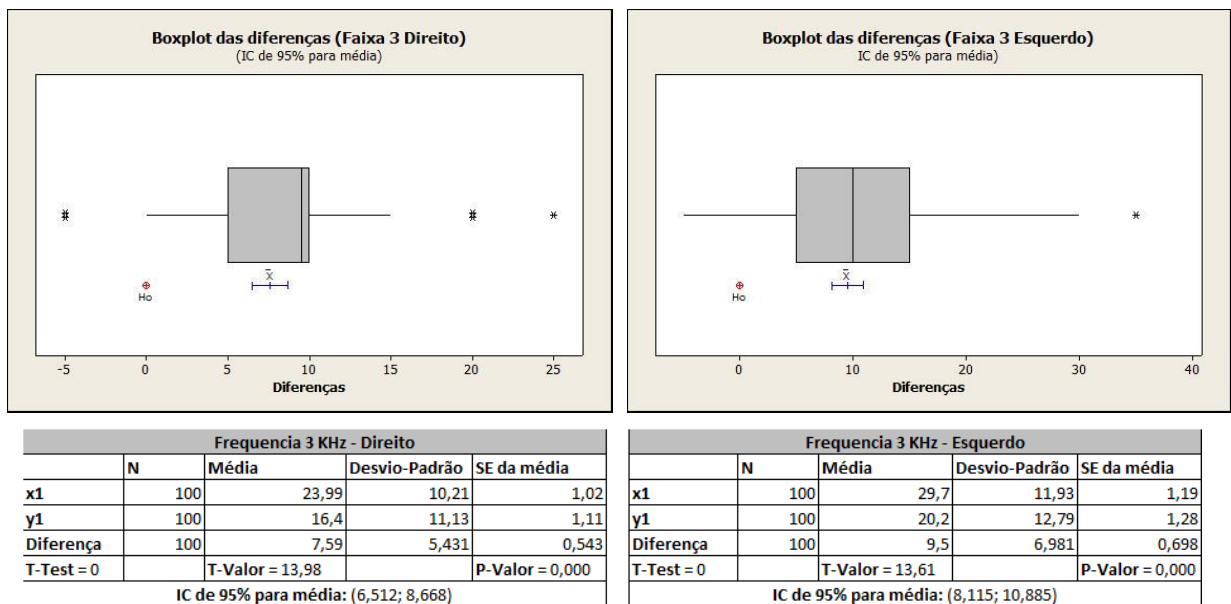 Boxplot das diferenças (Faixa 3 Direito)
(IC de 95% para média)
X̄
Ho
-5 0 5 10 15 20 25
Diferenças
Boxplot das diferenças (Faixa 3 Esquerdo)
IC de 95% para média)
X̄
Ho
0 10 20 30 40
Diferenças
Frequencia 3 KHz - Direito
N Média Desvio-Padrão SE da média
x1 100 23,99 10,21 1,02
y1 100 16,4 11,13 1,11
Diferença 100 7,59 5,431 0,543
T-Test = 0 T-Valor = 13,98 P-Valor = 0,000
IC de 95% para média: (6,512; 8,668)
Frequencia 3 KHz - Esquerdo
N Média Desvio-Padrão SE da média
x1 100 29,7 11,93 1,19
y1 100 20,2 12,79 1,28
Diferença 100 9,5 6,981 0,698
T-Test = 0 T-Valor = 13,61 P-Valor = 0,000
IC de 95% para média: (8,115; 10,885)